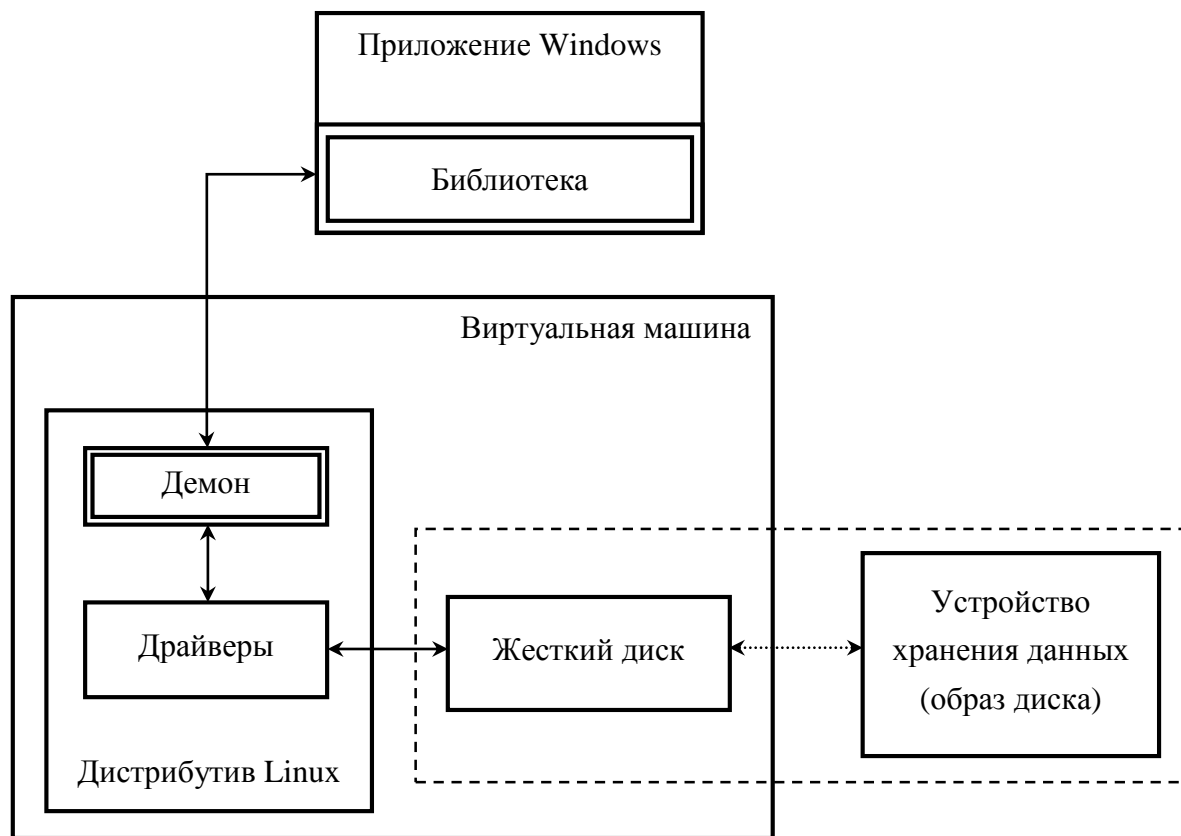 Приложение Windows
Библиотека
Виртуальная машина
Демон
Драйверы
Жесткий диск
Устройство
хранения данных
(образ диска)
Дистрибутив Linux